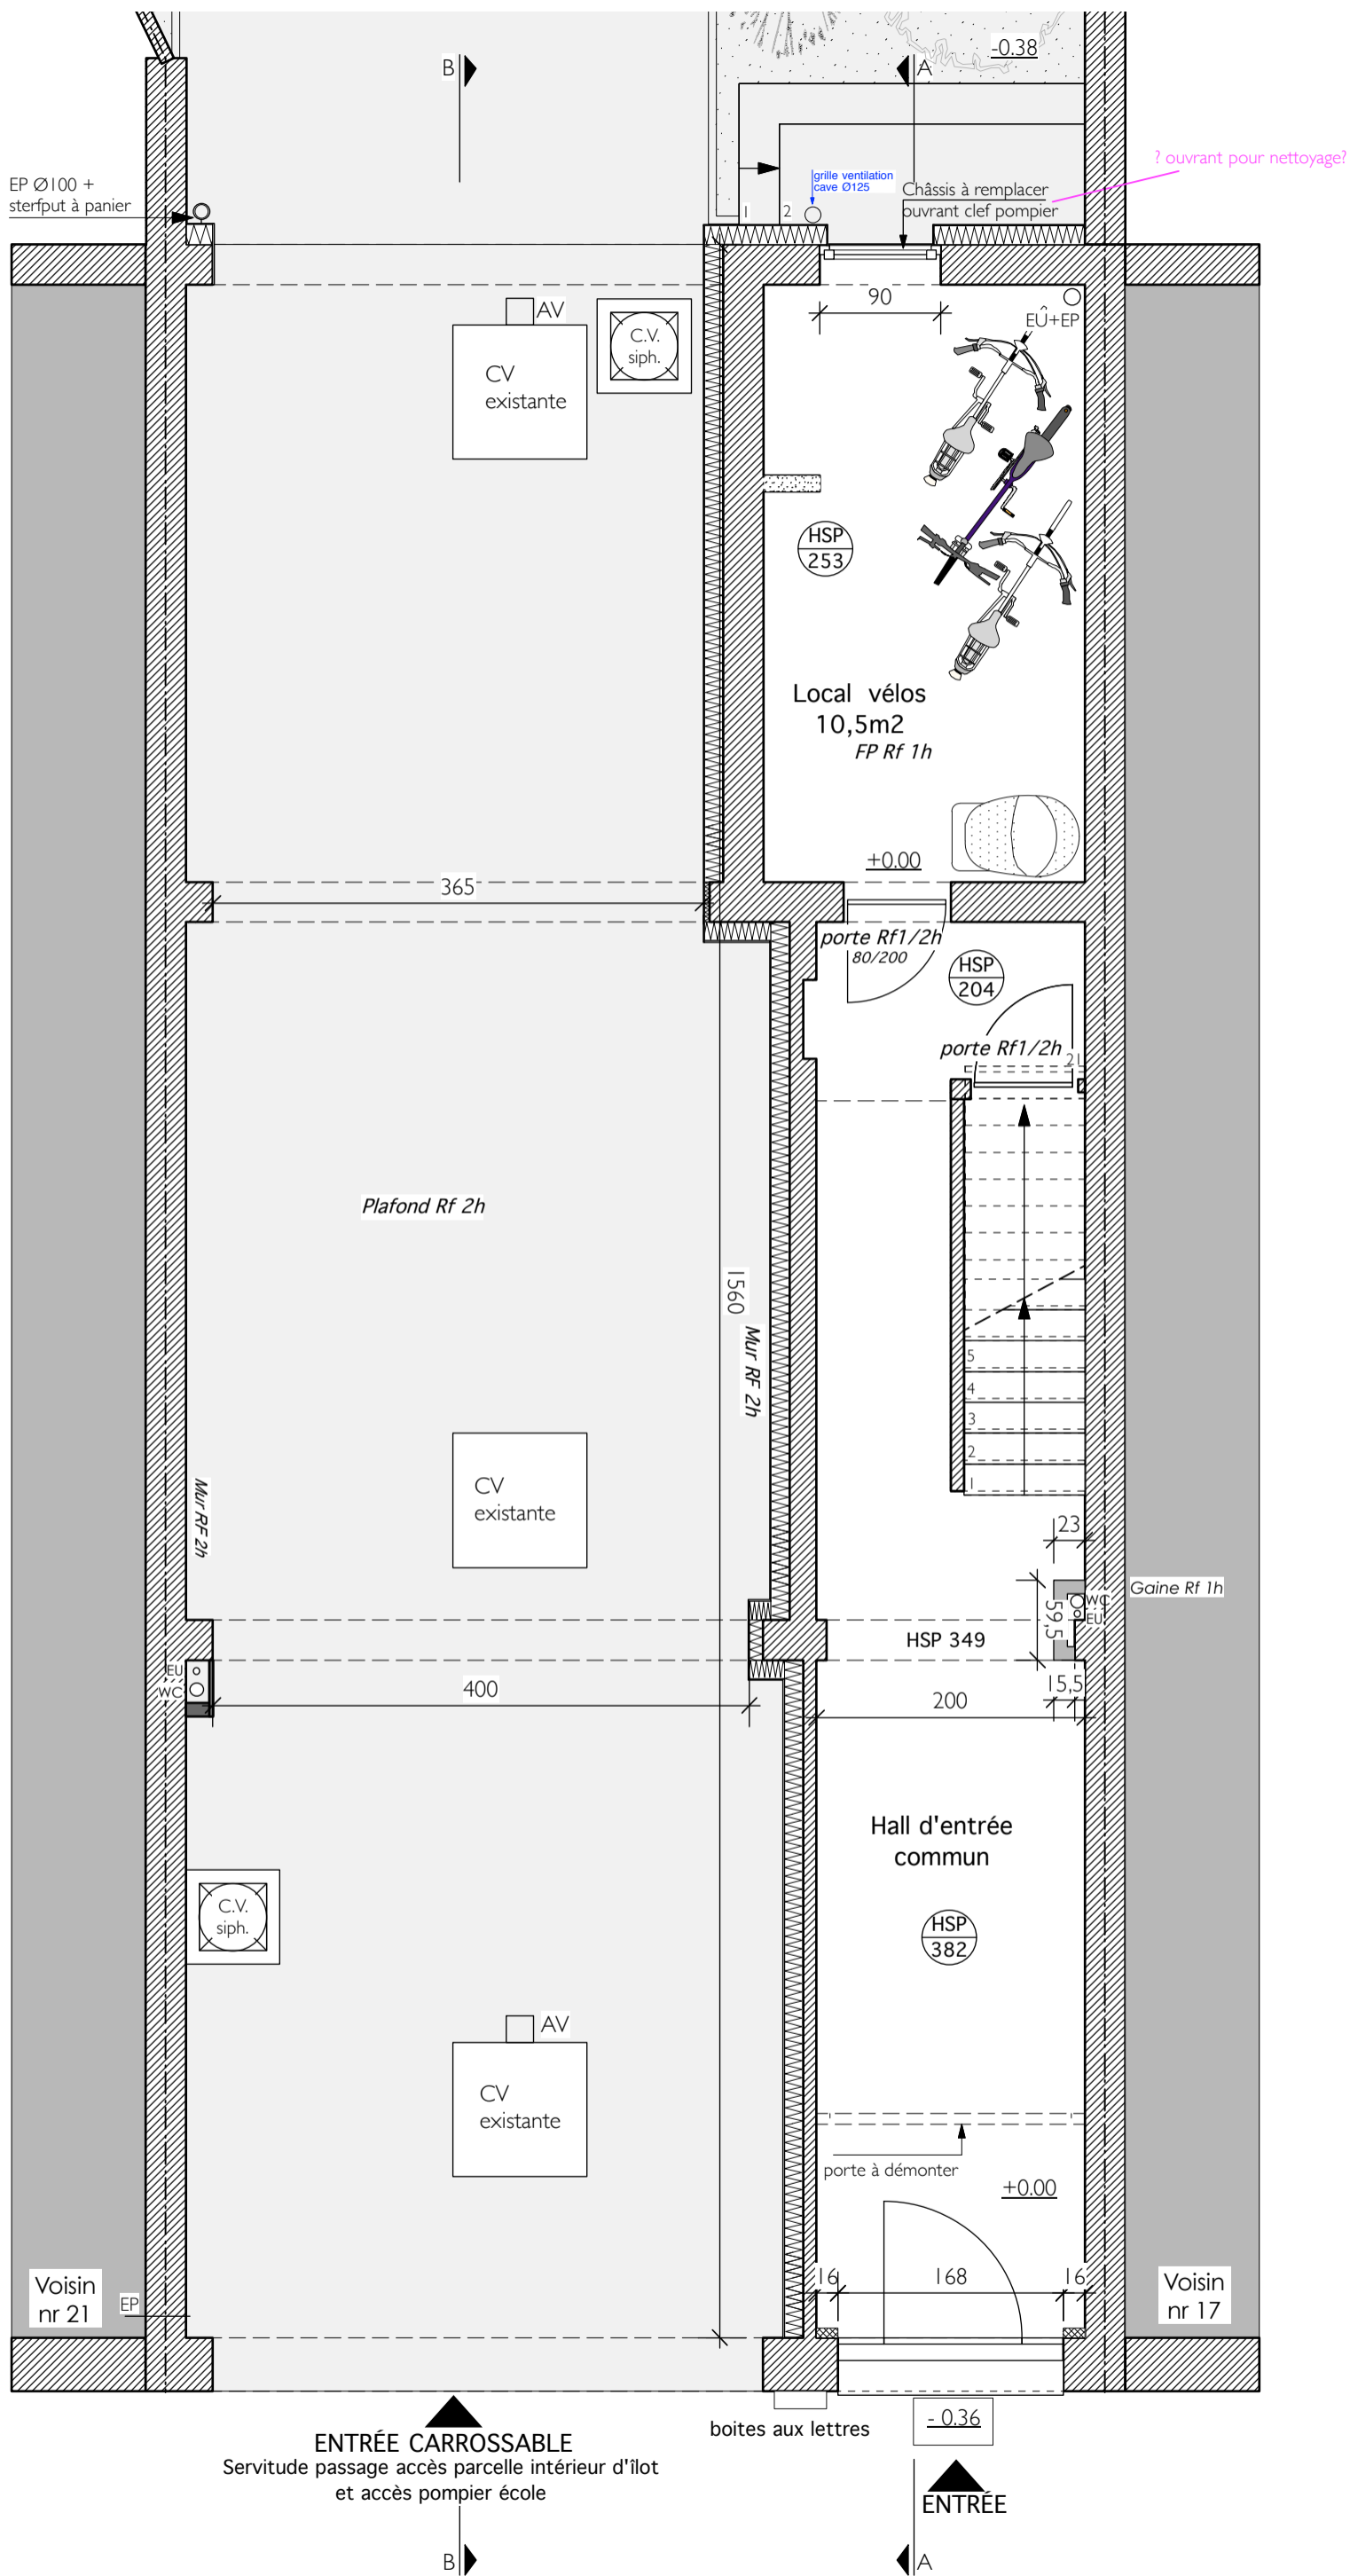 -0.38
B
A
? ouvrant pour nettoyage?
EP Ø100 +
sterfput à panier
grille ventilation
cave Ø125
Châssis à remplacer
ouvrant clef pompier
1
2
90
EU+EP
AV
C.V.
siph.
CV
existante
HSP
253
Local vélos
10,5m2
FP Rf 1h
+0.00
365
porte Rf1/2h
80/200
HSP
204
porte Rf1/2h
21
Plafond Rf 2h
1560
Mur RF 2h
5
4
3
2
1
CV
existante
Mur RF 2h
23
Gaine Rf 1h
WC
EU
59,5
HSP 349
EU
WC
15,5
400
200
Hall d'entrée
commun
HSP
382
C.V.
siph.
AV
CV
existante
porte à démonter
+0.00
16
168
16
Voisin
nr 21
EP
Voisin
nr 17
boites aux lettres
- 0.36
ENTRÉE CARROSSABLE
Servitude passage accès parcelle intérieur d'îlot
et accès pompier école
ENTRÉE
B
A